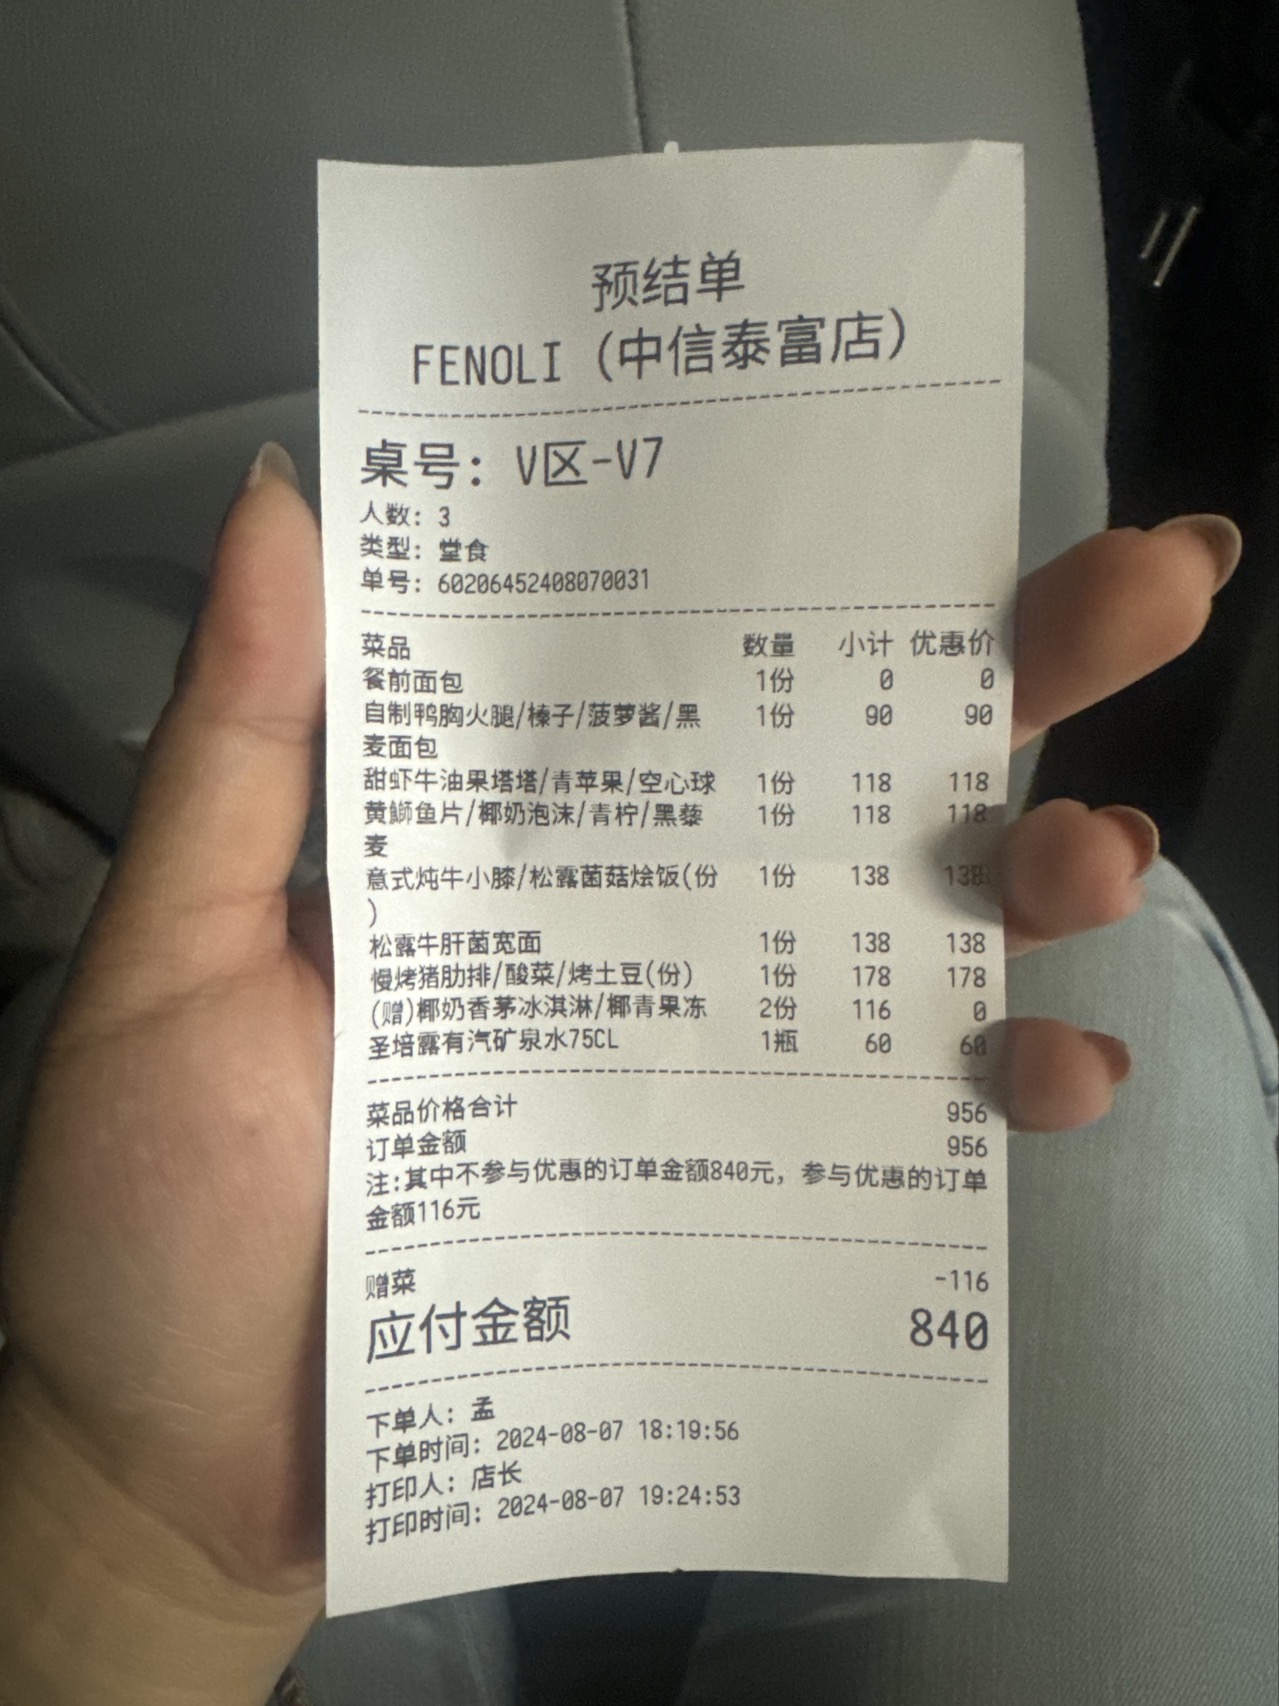 预结单
FENOLI (中信泰富店)
桌号: V区-V7
人数: 3
类型: 堂食
单号: 60206452408070031
菜品 数量 小计 优惠价
餐前面包 1份 0 0
自制鸭胸火腿/榛子/菠萝酱/黑 1份 90 90
麦面包
甜虾牛油果塔塔/青苹果/空心球 1份 118 118
黄鰤鱼片/椰奶泡沫/青柠/黑藜 1份 118 118
麦
意式炖牛小膝/松露菌菇烩饭(份 1份 138 138
)
松露牛肝菌宽面 1份 138 138
慢烤猪肋排/酸菜/烤土豆(份) 1份 178 178
(赠)椰奶香茅冰淇淋/椰青果冻 2份 116 0
圣培露有汽矿泉水75CL 1瓶 60 60
菜品价格合计 956
订单金额 956
注:其中不参与优惠的订单金额840元, 参与优惠的订单
金额116元
赠菜 -116
应付金额 840
下单人: 孟
下单时间: 2024-08-07 18:19:56
打印人: 店长
打印时间: 2024-08-07 19:24:53